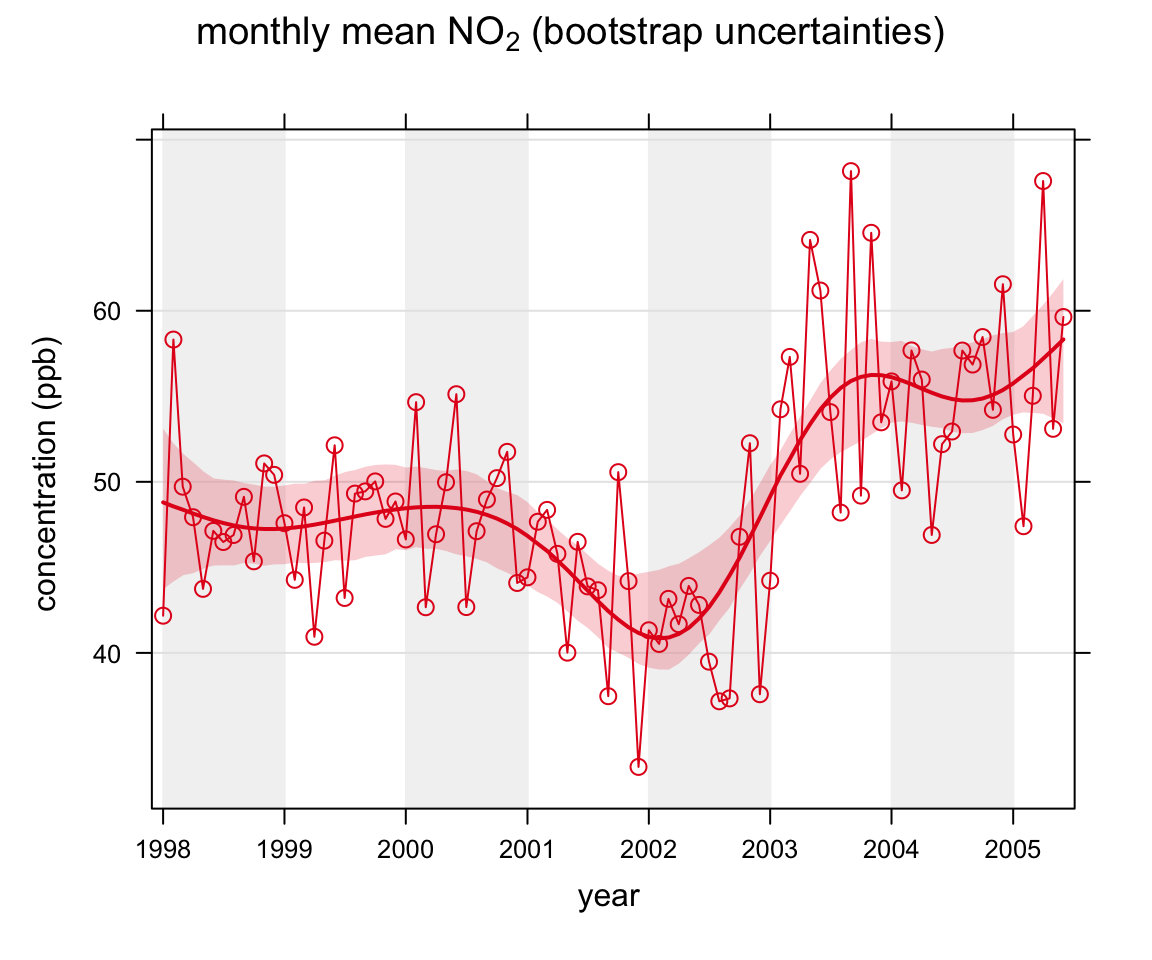 monthly mean NO₂ (bootstrap uncertainties)
concentration (ppb)
60
50
40
1998 1999 2000 2001 2002 2003 2004 2005
year